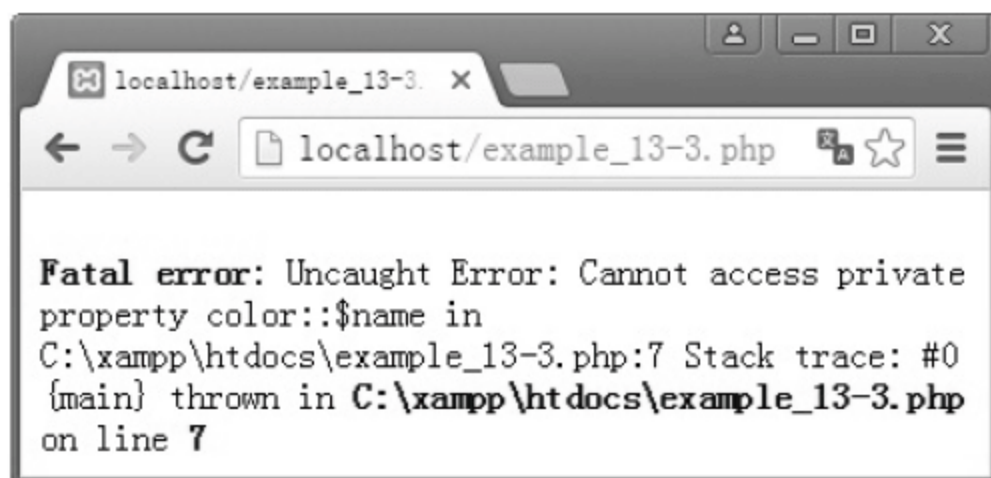 localhost/example_13-3.
localhost/example_13-3.php
Fatal error: Uncaught Error: Cannot access private
property color::$name in
C:\xampp\htdocs\example_13-3.php:7 Stack trace: #0
{main} thrown in C:\xampp\htdocs\example_13-3.php
on line 7